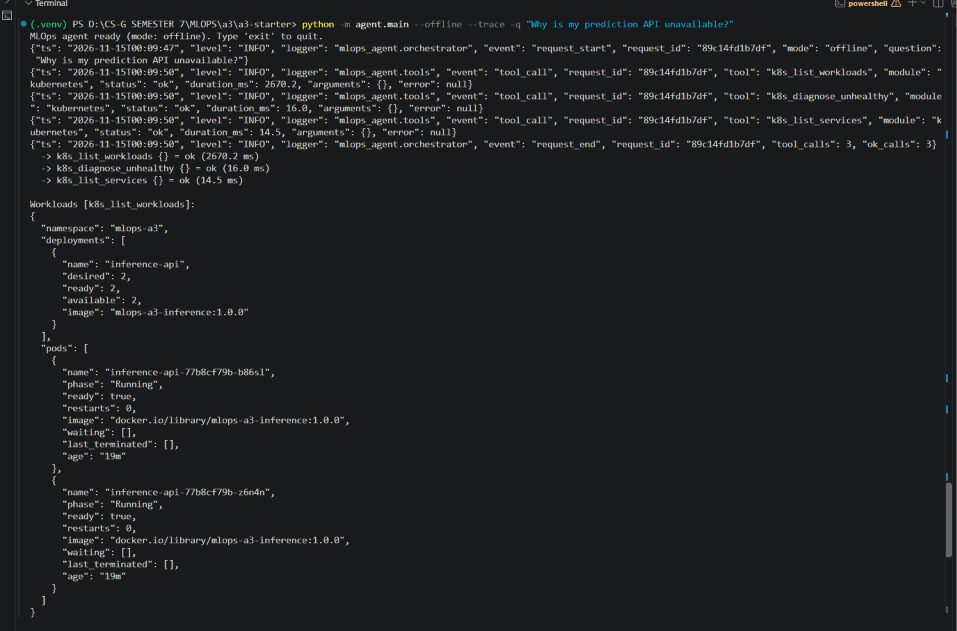 Terminal
powershell
(.venv) PS D:\CS-G SEMESTER 7\MLOPS\a3\a3-starter> python -m agent.main --offline --trace -q "Why is my prediction API unavailable?"
MLOps agent ready (mode: offline). Type 'exit' to quit.
{"ts": "2026-11-15T00:09:47", "level": "INFO", "logger": "mlops_agent.orchestrator", "event": "request_start", "request_id": "89c14fd1b7df", "mode": "offline", "question":
"Why is my prediction API unavailable?"}
{"ts": "2026-11-15T00:09:50", "level": "INFO", "logger": "mlops_agent.tools", "event": "tool_call", "request_id": "89c14fd1b7df", "tool": "k8s_list_workloads", "module": "
kubernetes", "status": "ok", "duration_ms": 2670.2, "arguments": {}, "error": null}
{"ts": "2026-11-15T00:09:50", "level": "INFO", "logger": "mlops_agent.tools", "event": "tool_call", "request_id": "89c14fd1b7df", "tool": "k8s_diagnose_unhealthy", "module
": "kubernetes", "status": "ok", "duration_ms": 16.0, "arguments": {}, "error": null}
{"ts": "2026-11-15T00:09:50", "level": "INFO", "logger": "mlops_agent.tools", "event": "tool_call", "request_id": "89c14fd1b7df", "tool": "k8s_list_services", "module": "k
ubernetes", "status": "ok", "duration_ms": 14.5, "arguments": {}, "error": null}
{"ts": "2026-11-15T00:09:50", "level": "INFO", "logger": "mlops_agent.orchestrator", "event": "request_end", "request_id": "89c14fd1b7df", "tool_calls": 3, "ok_calls": 3}
-> k8s_list_workloads {} = ok (2670.2 ms)
-> k8s_diagnose_unhealthy {} = ok (16.0 ms)
-> k8s_list_services {} = ok (14.5 ms)
Workloads [k8s_list_workloads]:
{
"namespace": "mlops-a3",
"deployments": [
{
"name": "inference-api",
"desired": 2,
"ready": 2,
"available": 2,
"image": "mlops-a3-inference:1.0.0"
}
],
"pods": [
{
"name": "inference-api-77b8cf79b-b86sl",
"phase": "Running",
"ready": true,
"restarts": 0,
"image": "docker.io/library/mlops-a3-inference:1.0.0",
"waiting": [],
"last_terminated": [],
"age": "19m"
},
{
"name": "inference-api-77b8cf79b-z6n4n",
"phase": "Running",
"ready": true,
"restarts": 0,
"image": "docker.io/library/mlops-a3-inference:1.0.0",
"waiting": [],
"last_terminated": [],
"age": "19m"
}
]
}